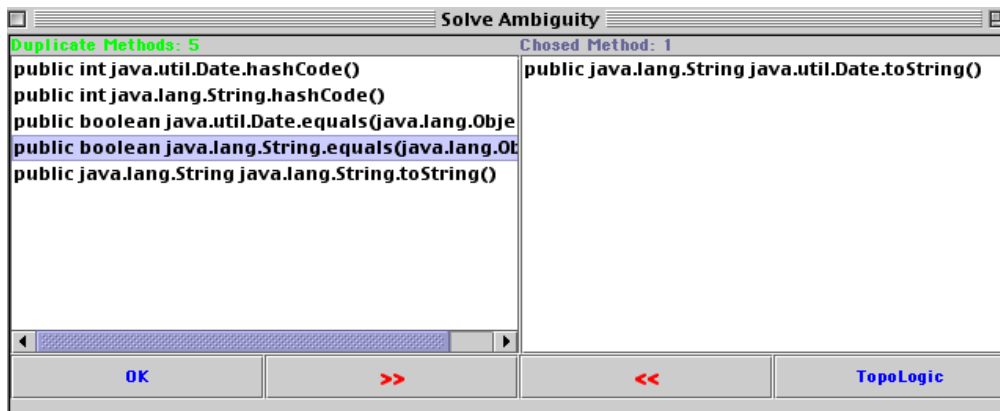 Solve Ambiguity
Duplicate Methods: 5
Chosed Method: 1
public int java.util.Date.hashCode()
public int java.lang.String.hashCode()
public boolean java.util.Date.equals(java.lang.Obje
public boolean java.lang.String.equals(java.lang.Ob
public java.lang.String java.lang.String.toString()
public java.lang.String java.util.Date.toString()
OK
>>
<<
TopoLogic